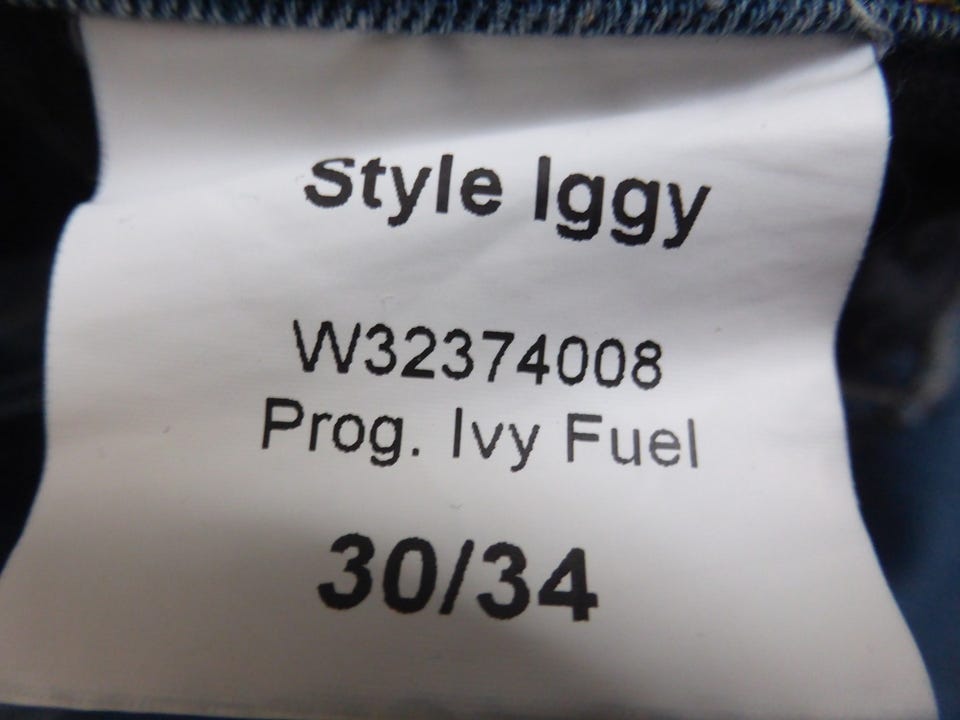 Style Iggy
W32374008
Prog. Ivy Fuel
30/34